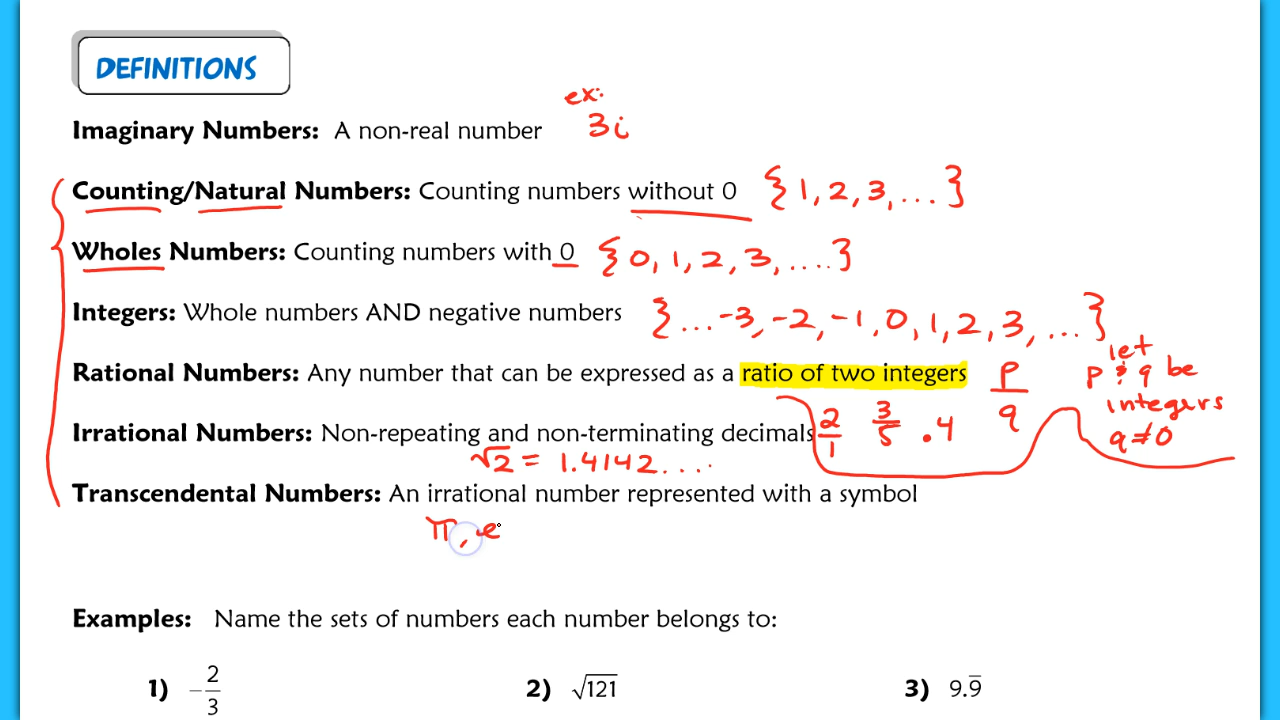 DEFINITIONS
ex:
Imaginary Numbers: A non-real number 3i
Counting/Natural Numbers: Counting numbers without 0 {1, 2, 3, ...}
Wholes Numbers: Counting numbers with 0 {0, 1, 2, 3, ....}
Integers: Whole numbers AND negative numbers {...-3, -2, -1, 0, 1, 2, 3, ...}
Rational Numbers: Any number that can be expressed as a ratio of two integers p/q let p & q be integers q≠0
2/1 3/5 .4
Irrational Numbers: Non-repeating and non-terminating decimals
√2 = 1.4142....
Transcendental Numbers: An irrational number represented with a symbol
π, e
Examples: Name the sets of numbers each number belongs to:
1) -2/3 2) √121 3) 9.9̅